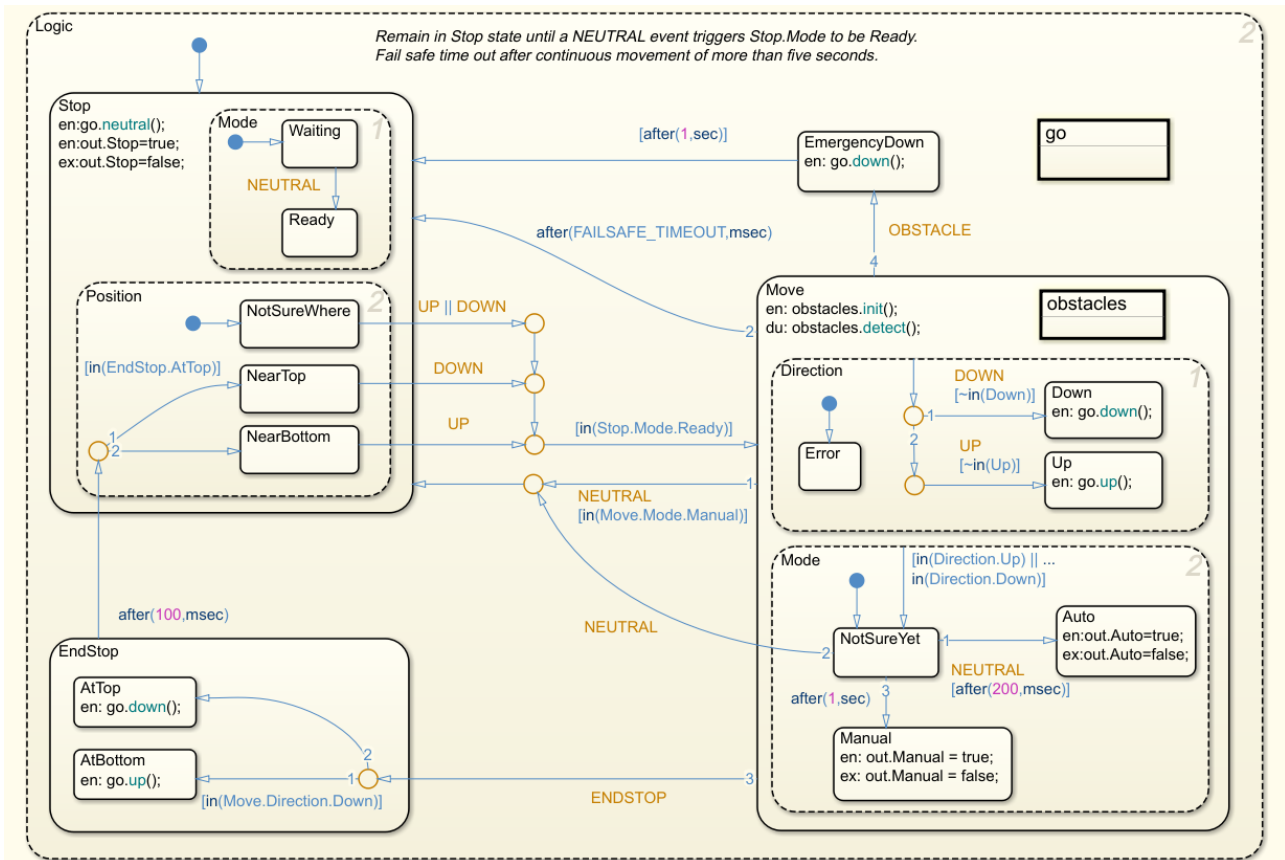 Logic
2
Remain in Stop state until a NEUTRAL event triggers Stop.Mode to be Ready.
Fail safe time out after continuous movement of more than five seconds.
Stop
en:go.neutral();
en:out.Stop=true;
ex:out.Stop=false;
Mode
1
Waiting
NEUTRAL
Ready
Position
2
NotSureWhere
[in(EndStop.AtTop)]
NearTop
NearBottom
1
2
UP || DOWN
DOWN
UP
[in(Stop.Mode.Ready)]
NEUTRAL
[in(Move.Mode.Manual)]
NEUTRAL
[after(1,sec)]
after(FAILSAFE_TIMEOUT,msec)
EmergencyDown
en: go.down();
OBSTACLE
4
go
Move
en: obstacles.init();
du: obstacles.detect();
obstacles
2
1
3
Direction
1
Error
DOWN
[~in(Down)]
1
2
UP
[~in(Up)]
Down
en: go.down();
Up
en: go.up();
Mode
2
[in(Direction.Up) || ...
in(Direction.Down)]
NotSureYet
1
2
3
NEUTRAL
[after(200,msec)]
Auto
en:out.Auto=true;
ex:out.Auto=false;
after(1,sec)
Manual
en: out.Manual = true;
ex: out.Manual = false;
after(100,msec)
EndStop
AtTop
en: go.down();
AtBottom
en: go.up();
2
1
[in(Move.Direction.Down)]
ENDSTOP